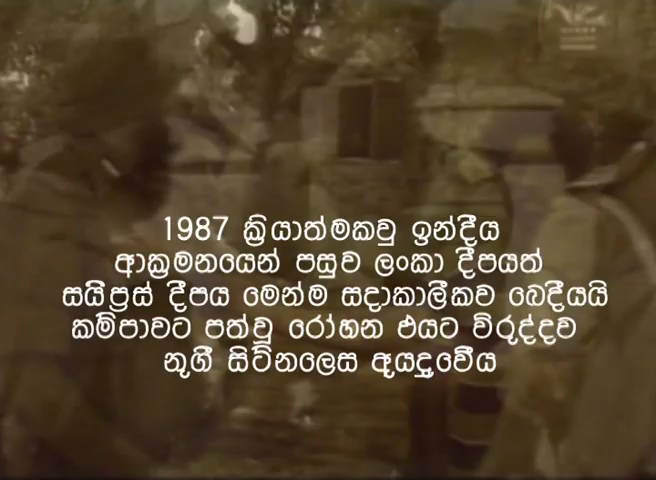 1987 ක්‍රියාත්මකවු ඉන්දීය
ආක්‍රමනයෙන් පසුව ලංකා දීපයත්
සයිප්‍රස් දීපය මෙන්ම සදාකාලීකව බෙදීයයි
කම්පාවට පත්වූ රෝහන එයට විරුද්දව
නුගී සිටිනලෙස අයදුවේය